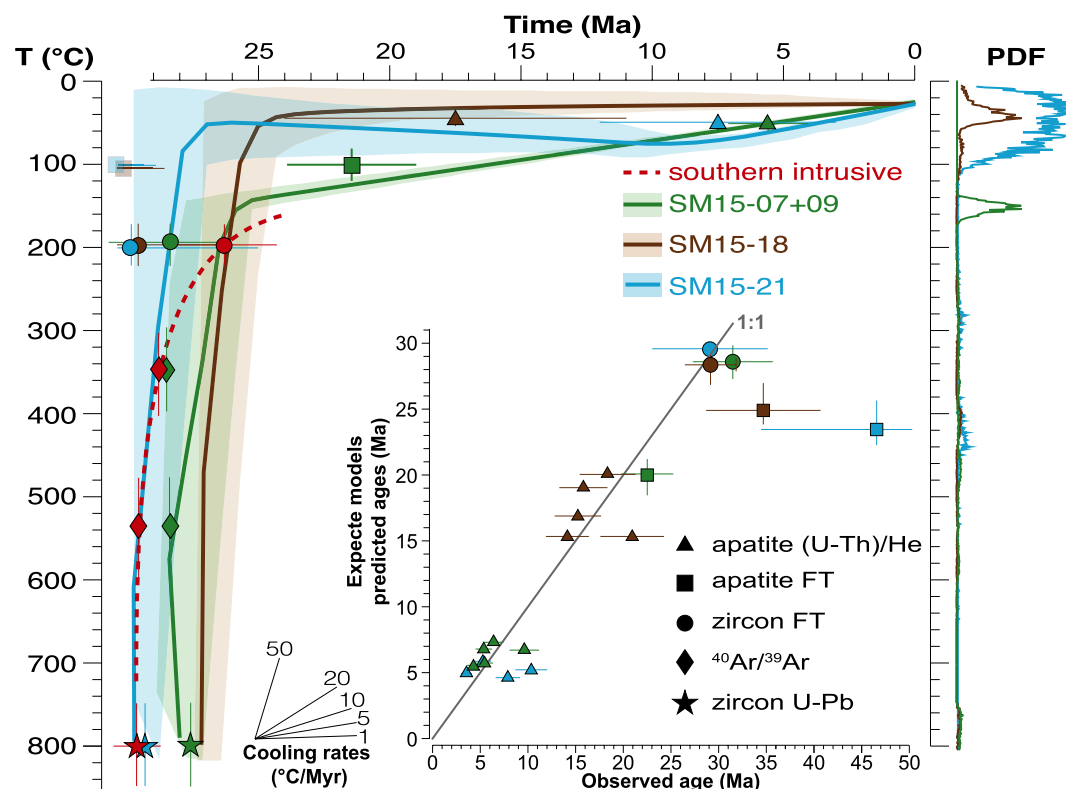 Time (Ma)
T (°C)
25
20
15
10
5
0
PDF
0
100
200
300
400
500
600
700
800
southern intrusive
SM15-07+09
SM15-18
SM15-21
1:1
30
25
20
15
10
5
0
Expecte models
predicted ages (Ma)
apatite (U-Th)/He
apatite FT
zircon FT
⁴⁰Ar/³⁹Ar
zircon U-Pb
50
20
10
5
1
Cooling rates
(°C/Myr)
0
5
10
15
20
25
30
35
40
45
50
Observed age (Ma)